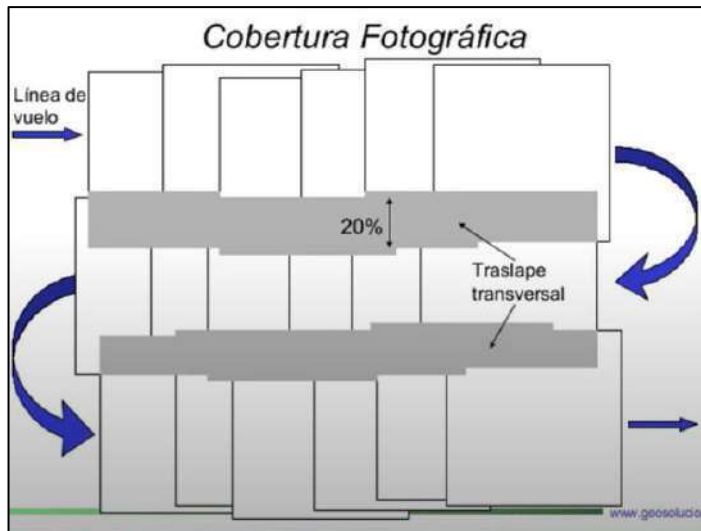 Cobertura Fotográfica
Línea de
vuelo
20%
Traslape
transversal
www.geosolucio